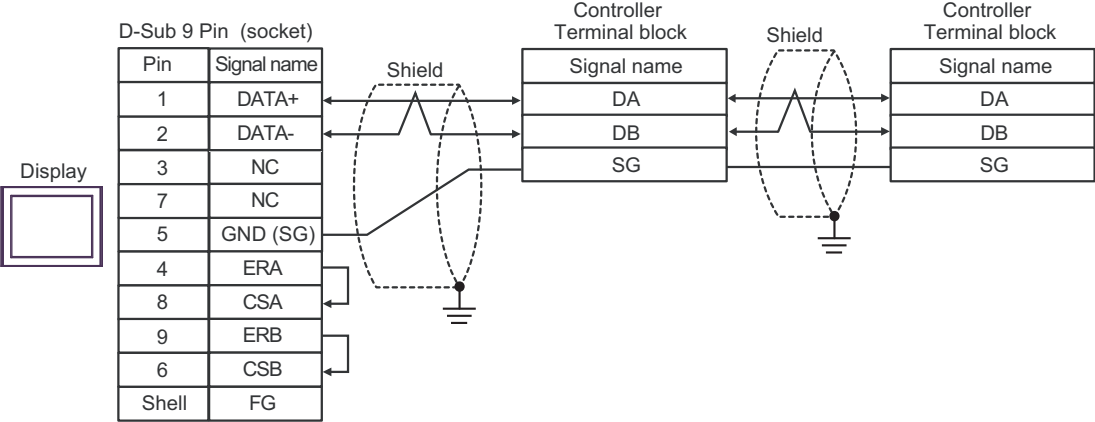 Controller
Terminal block
Controller
Terminal block
D-Sub 9 Pin (socket)
Shield
Pin Signal name
Shield
Signal name
Signal name
1 DATA+
DA
DA
2 DATA-
DB
DB
3 NC
SG
SG
Display
7 NC
5 GND (SG)
4 ERA
8 CSA
9 ERB
6 CSB
Shell FG